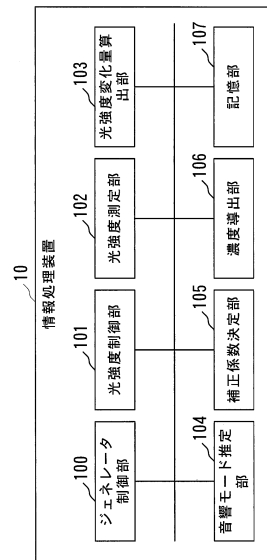 10
情報処理装置
100
ジェネレータ
制御部
101
光強度制御部
102
光強度測定部
103
光強度変化量算
出部
104
音響モード推定
部
105
補正係数決定部
106
濃度導出部
107
記憶部